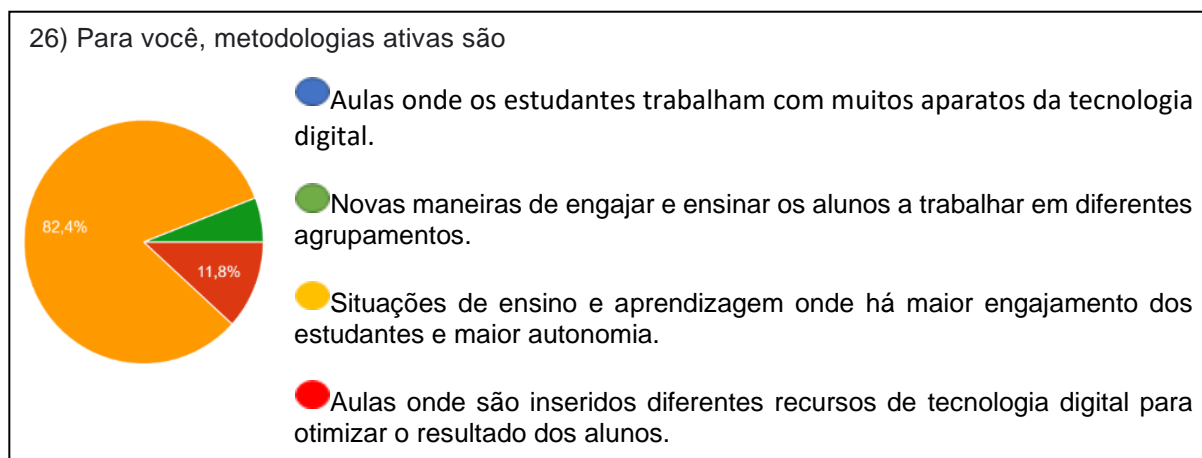 26) Para você, metodologias ativas são
Aulas onde os estudantes trabalham com muitos aparatos da tecnologia
digital.
Novas maneiras de engajar e ensinar os alunos a trabalhar em diferentes
agrupamentos.
82,4%
11,8%
Situações de ensino e aprendizagem onde há maior engajamento dos
estudantes e maior autonomia.
Aulas onde são inseridos diferentes recursos de tecnologia digital para
otimizar o resultado dos alunos.